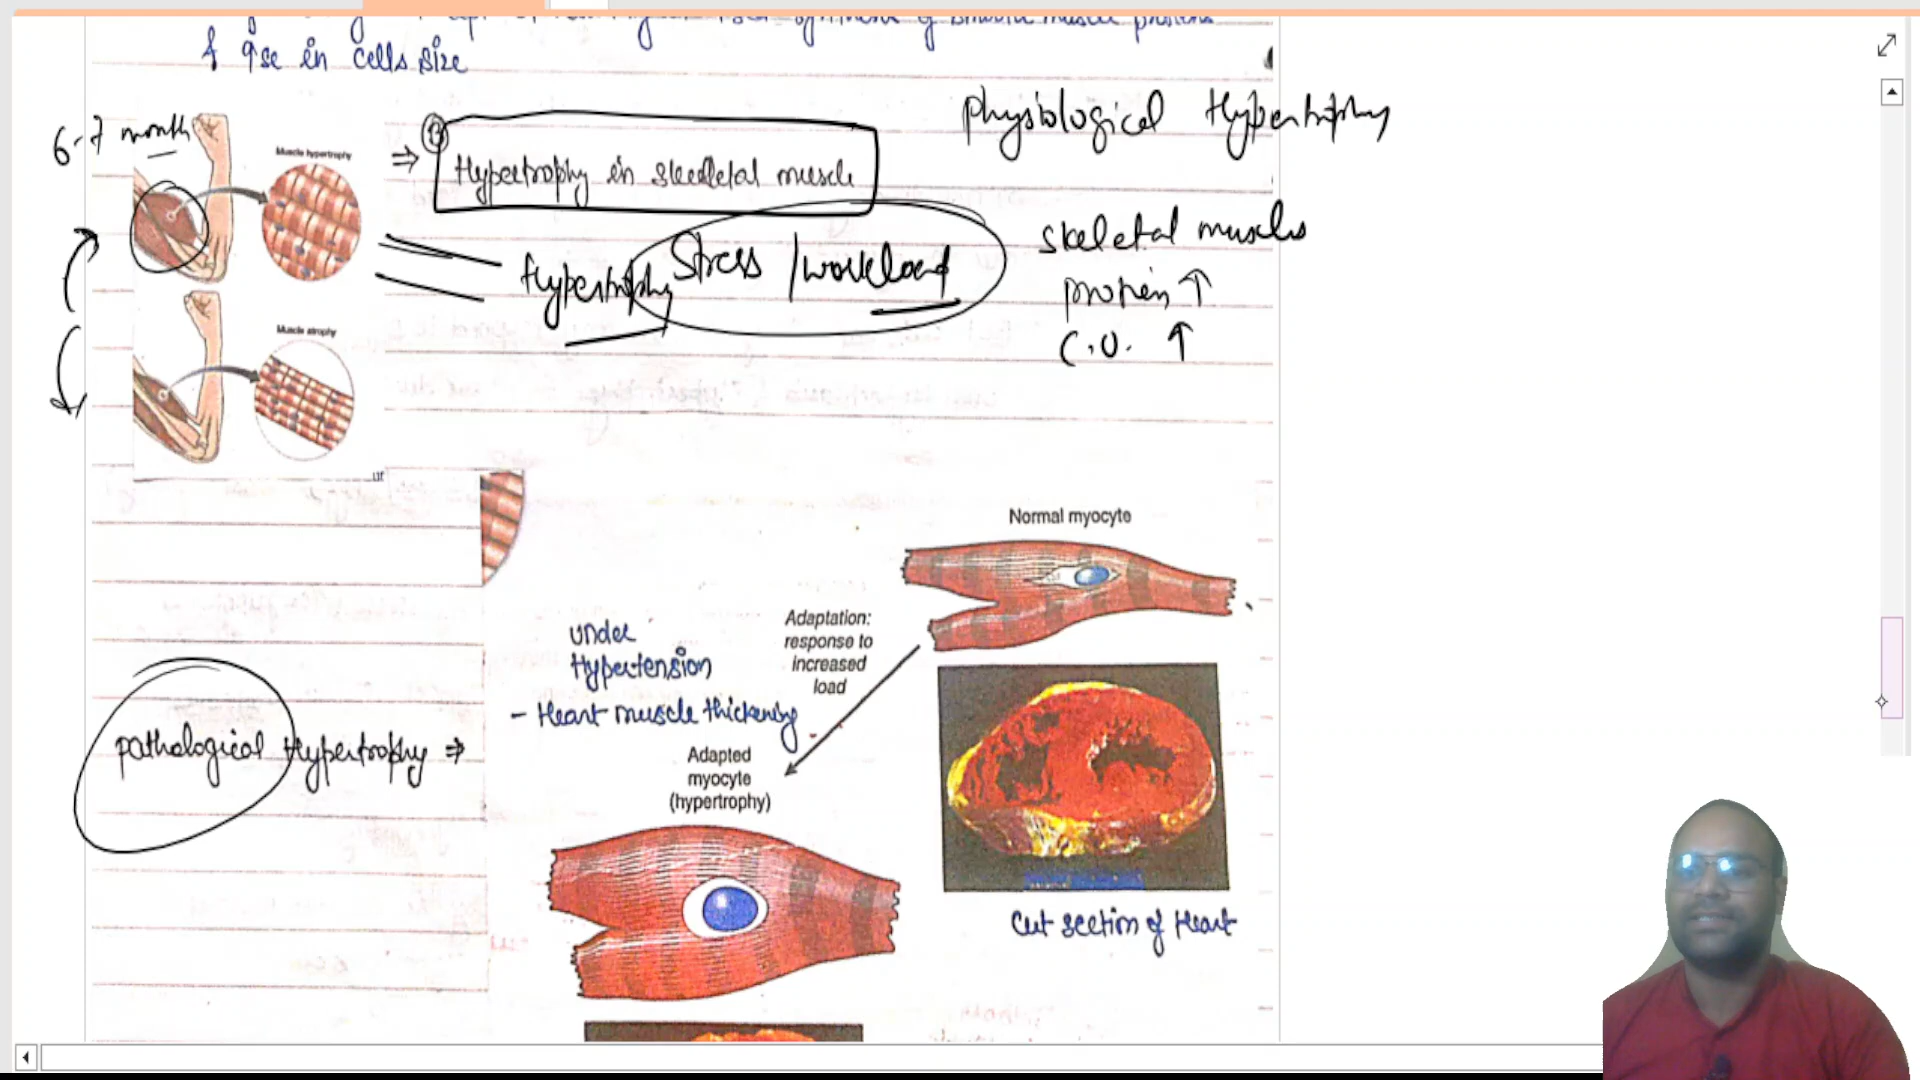 & ↑se in cells size
6-7 month
Muscle hypertrophy
Muscle atrophy
⇒ B
Hypertrophy in skeletal muscle
Hypertrophy
Stress / workload
Physiological Hypertrophy
skeletal muscles
protein ↑
C.O. ↑
Normal myocyte
Adaptation:
response to
increased
load
under
Hypertension
- Heart muscle thickening
Adapted
myocyte
(hypertrophy)
pathological Hypertrophy ⇒
Cut section of Heart